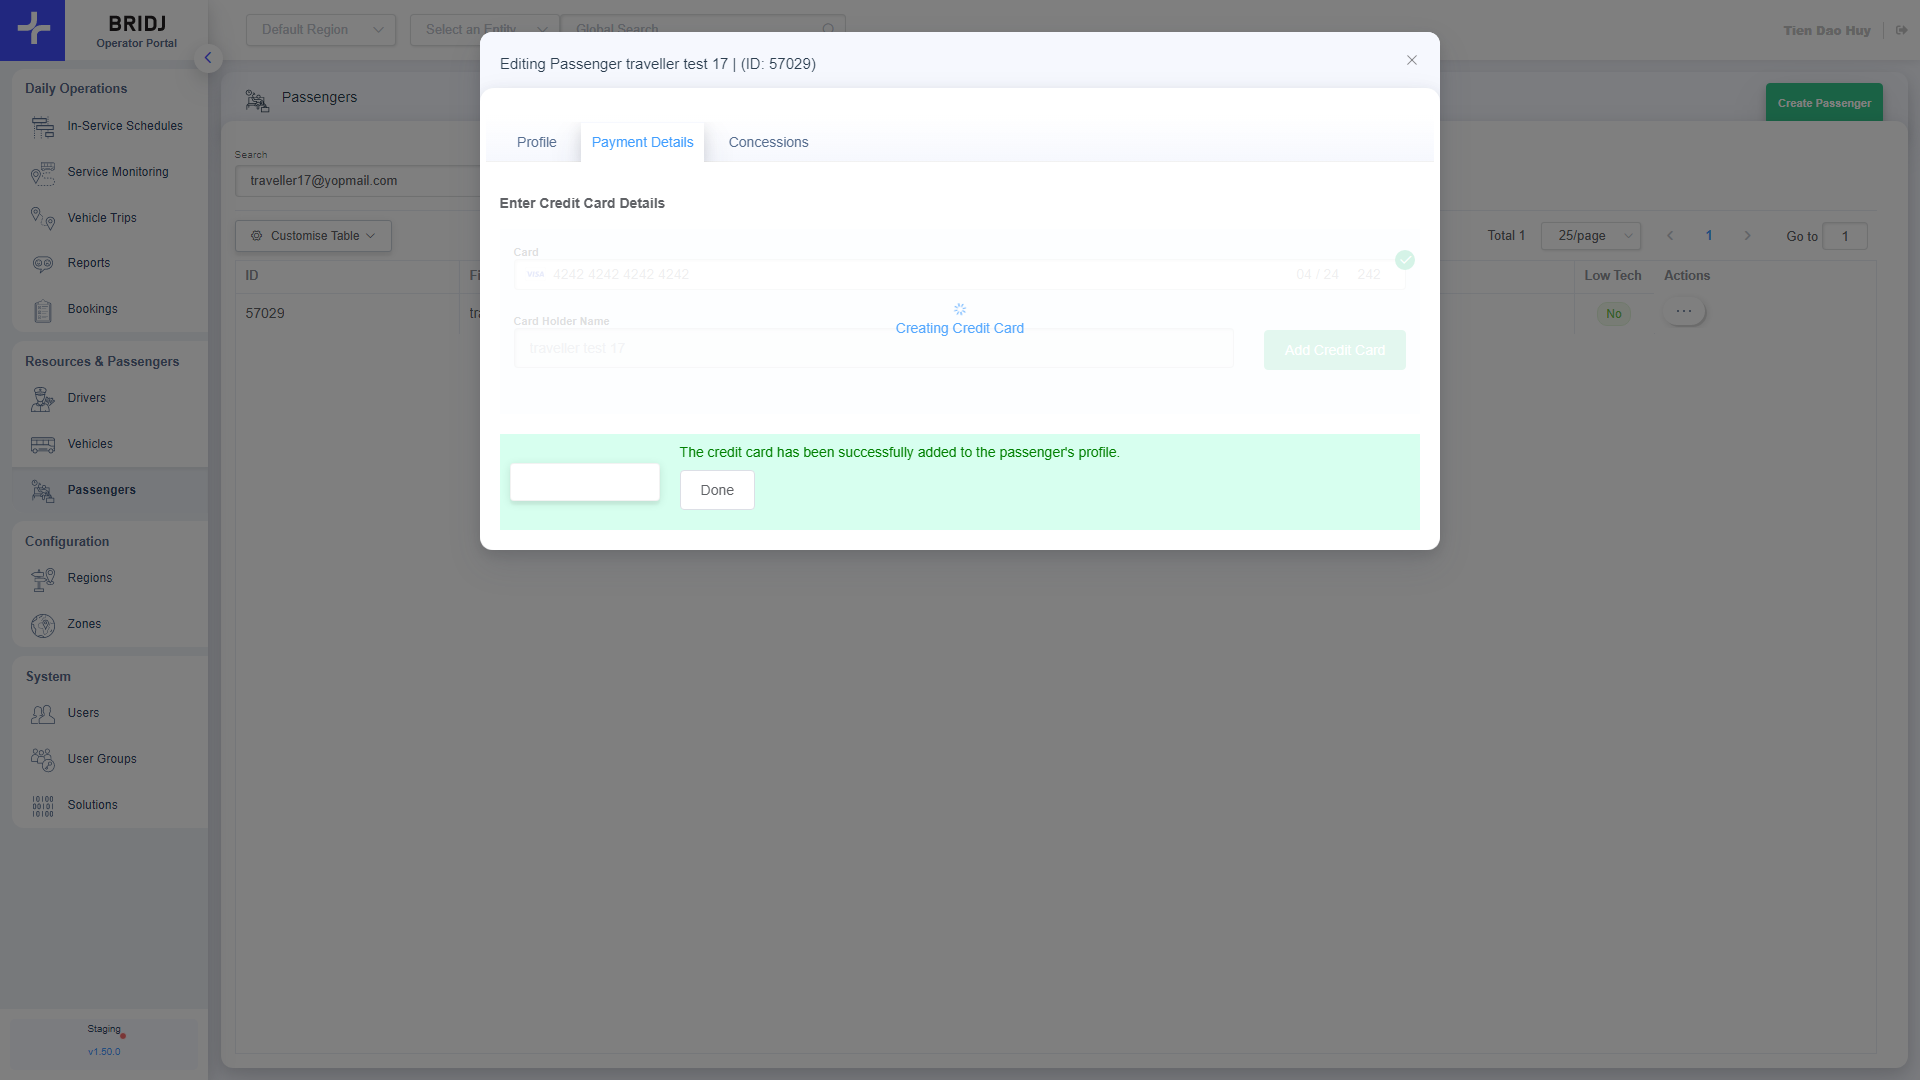 BRIDJ
Operator Portal
Default Region
Select an Entity
Global Search
Tien Dao Huy
Editing Passenger traveller test 17 | (ID: 57029)
Daily Operations
In-Service Schedules
Service Monitoring
Vehicle Trips
Reports
Bookings
Resources & Passengers
Drivers
Vehicles
Passengers
Configuration
Regions
Zones
System
Users
User Groups
Solutions
Staging
v1.50.0
Passengers
Create Passenger
Search
traveller17@yopmail.com
Customise Table
Total 1
25/page
1
Go to
1
ID
Fi
Low Tech
Actions
57029
tr
No
Profile
Payment Details
Concessions
Enter Credit Card Details
Card
VISA 4242 4242 4242 4242 04 / 24 242
Creating Credit Card
Card Holder Name
traveller test 17
Add Credit Card
The credit card has been successfully added to the passenger's profile.
Done